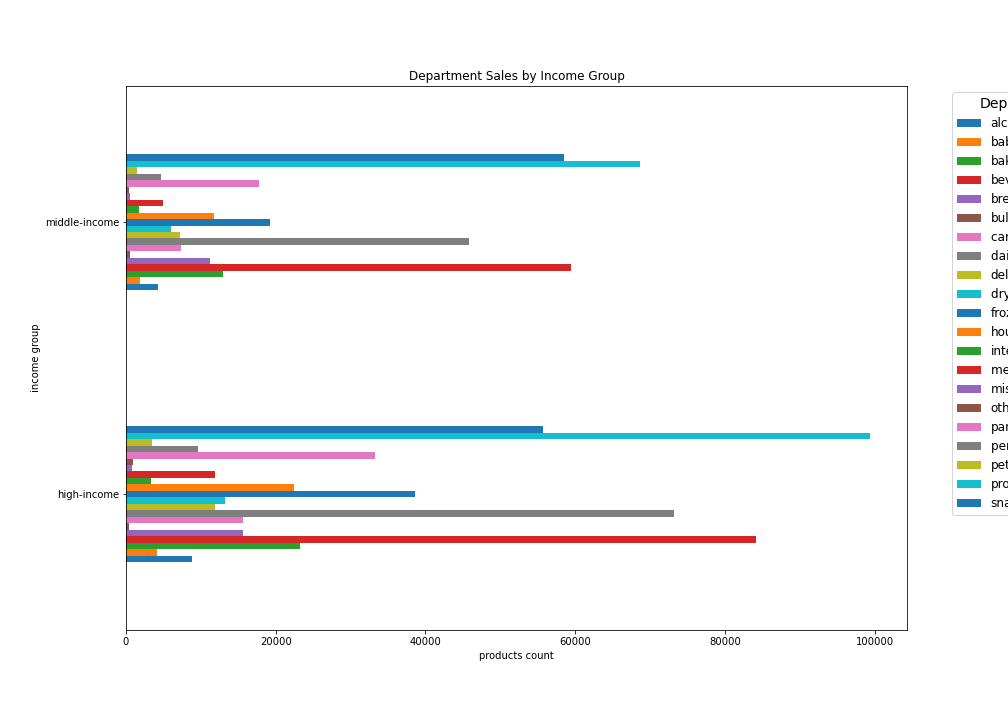 Department Sales by Income Group
middle-income
high-income
income group
0 20000 40000 60000 80000 100000
products count
Dep
alc
bak
bak
bev
bre
bul
can
dai
del
dry
froz
hou
inte
me
mis
oth
pan
per
pet
pro
sna